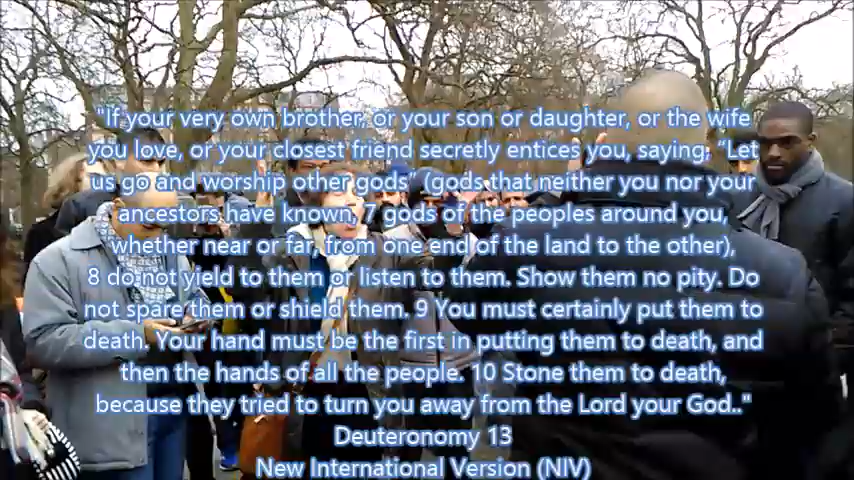 "If your very own brother, or your son or daughter, or the wife
you love, or your closest friend secretly entices you, saying, “Let
us go and worship other gods” (gods that neither you nor your
ancestors have known, 7 gods of the peoples around you,
whether near or far, from one end of the land to the other),
8 do not yield to them or listen to them. Show them no pity. Do
not spare them or shield them. 9 You must certainly put them to
death. Your hand must be the first in putting them to death, and
then the hands of all the people. 10 Stone them to death,
because they tried to turn you away from the Lord your God.."
Deuteronomy 13
New International Version (NIV)